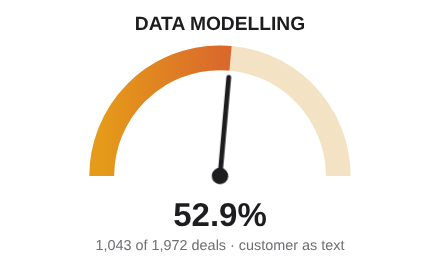 DATA MODELLING
52.9%
1,043 of 1,972 deals · customer as text